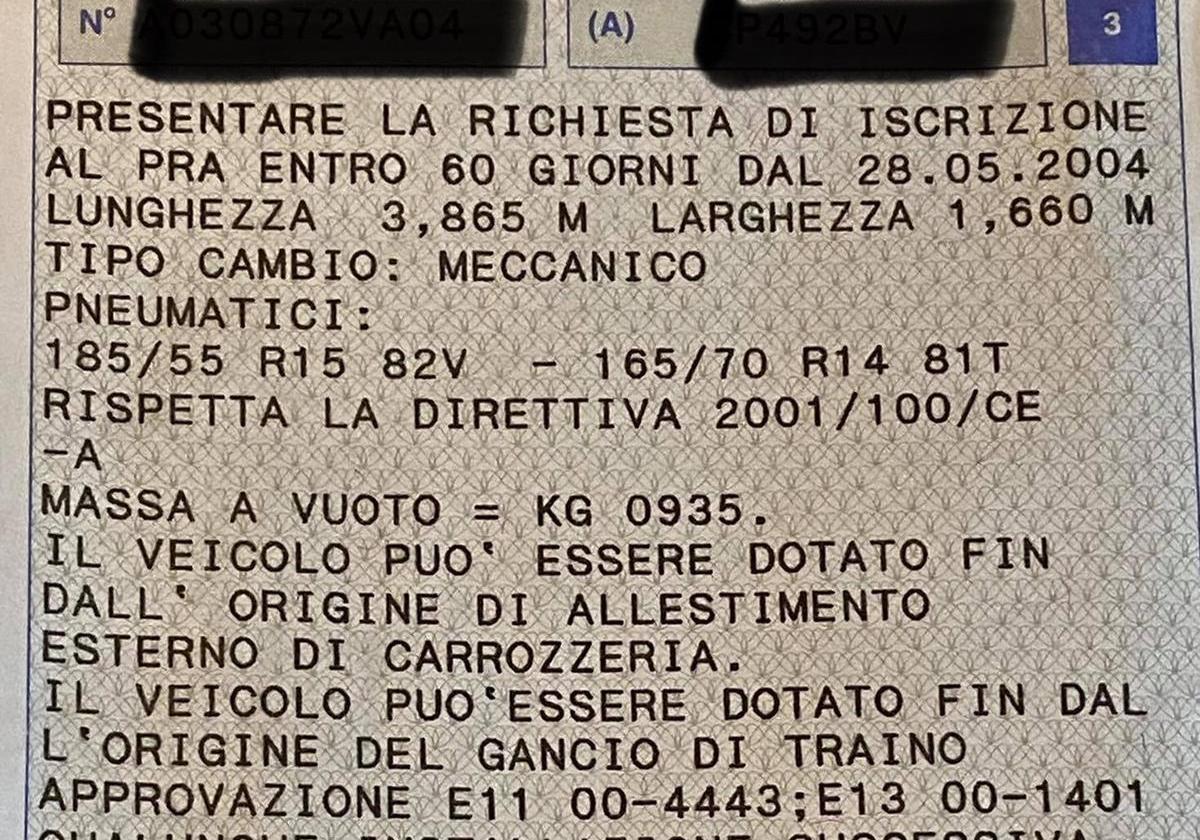 N°
(A)
3
PRESENTARE LA RICHIESTA DI ISCRIZIONE
AL PRA ENTRO 60 GIORNI DAL 28.05.2004
LUNGHEZZA 3,865 M LARGHEZZA 1,660 M
TIPO CAMBIO: MECCANICO
PNEUMATICI:
185/55 R15 82V - 165/70 R14 81T
RISPETTA LA DIRETTIVA 2001/100/CE
-A
MASSA A VUOTO = KG 0935.
IL VEICOLO PUO' ESSERE DOTATO FIN
DALL' ORIGINE DI ALLESTIMENTO
ESTERNO DI CARROZZERIA.
IL VEICOLO PUO'ESSERE DOTATO FIN DAL
L'ORIGINE DEL GANCIO DI TRAINO
APPROVAZIONE E11 00-4443;E13 00-1401